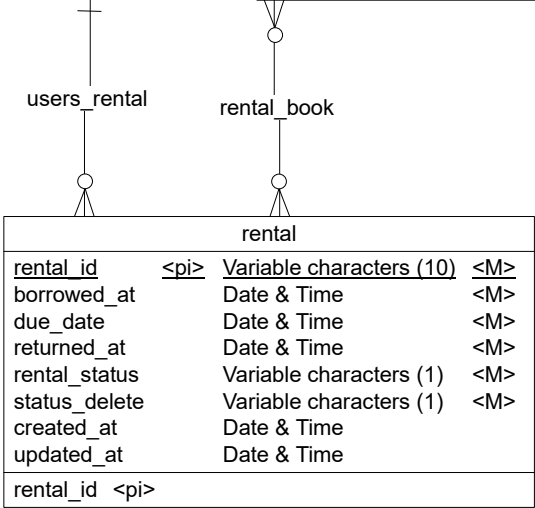 users_rental
rental_book
rental
rental_id <pi> Variable characters (10) <M>
borrowed_at Date & Time <M>
due_date Date & Time <M>
returned_at Date & Time <M>
rental_status Variable characters (1) <M>
status_delete Variable characters (1) <M>
created_at Date & Time
updated_at Date & Time
rental_id <pi>